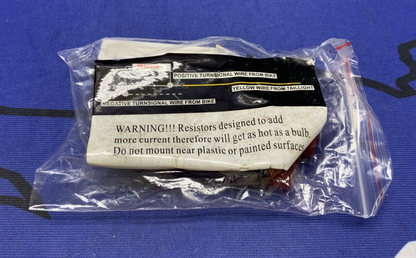 POSITIVE TURNSIGNAL WIRE FROM BIKE
YELLOW WIRE FROM TAILLIGHT
NEGATIVE TURNSIGNAL WIRE FROM BIKE
WARNING!!! Resistors designed to add
more current therefore will get as hot as a bulb.
Do not mount near plastic or painted surfaces